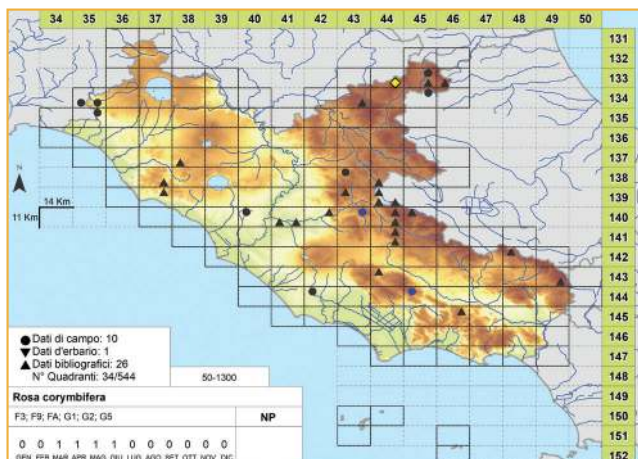 34 35 36 37 38 39 40 41 42 43 44 45 46 47 48 49 50
131
132
133
134
135
136
137
138
139
140
141
142
143
144
145
146
147
148
149
150
151
152
N
14 Km
11 Km
Dati di campo: 10
Dati d'erbario: 1
Dati bibliografici: 26
N° Quadranti: 34/544
50-1300
Rosa corymbifera
F3; F9; FA; G1; G2; G5
NP
0 0 1 1 1 1 0 0 0 0 0 0
GEN FEB MAR APR MAG GIU LUG AGO SET OTT NOV DIC